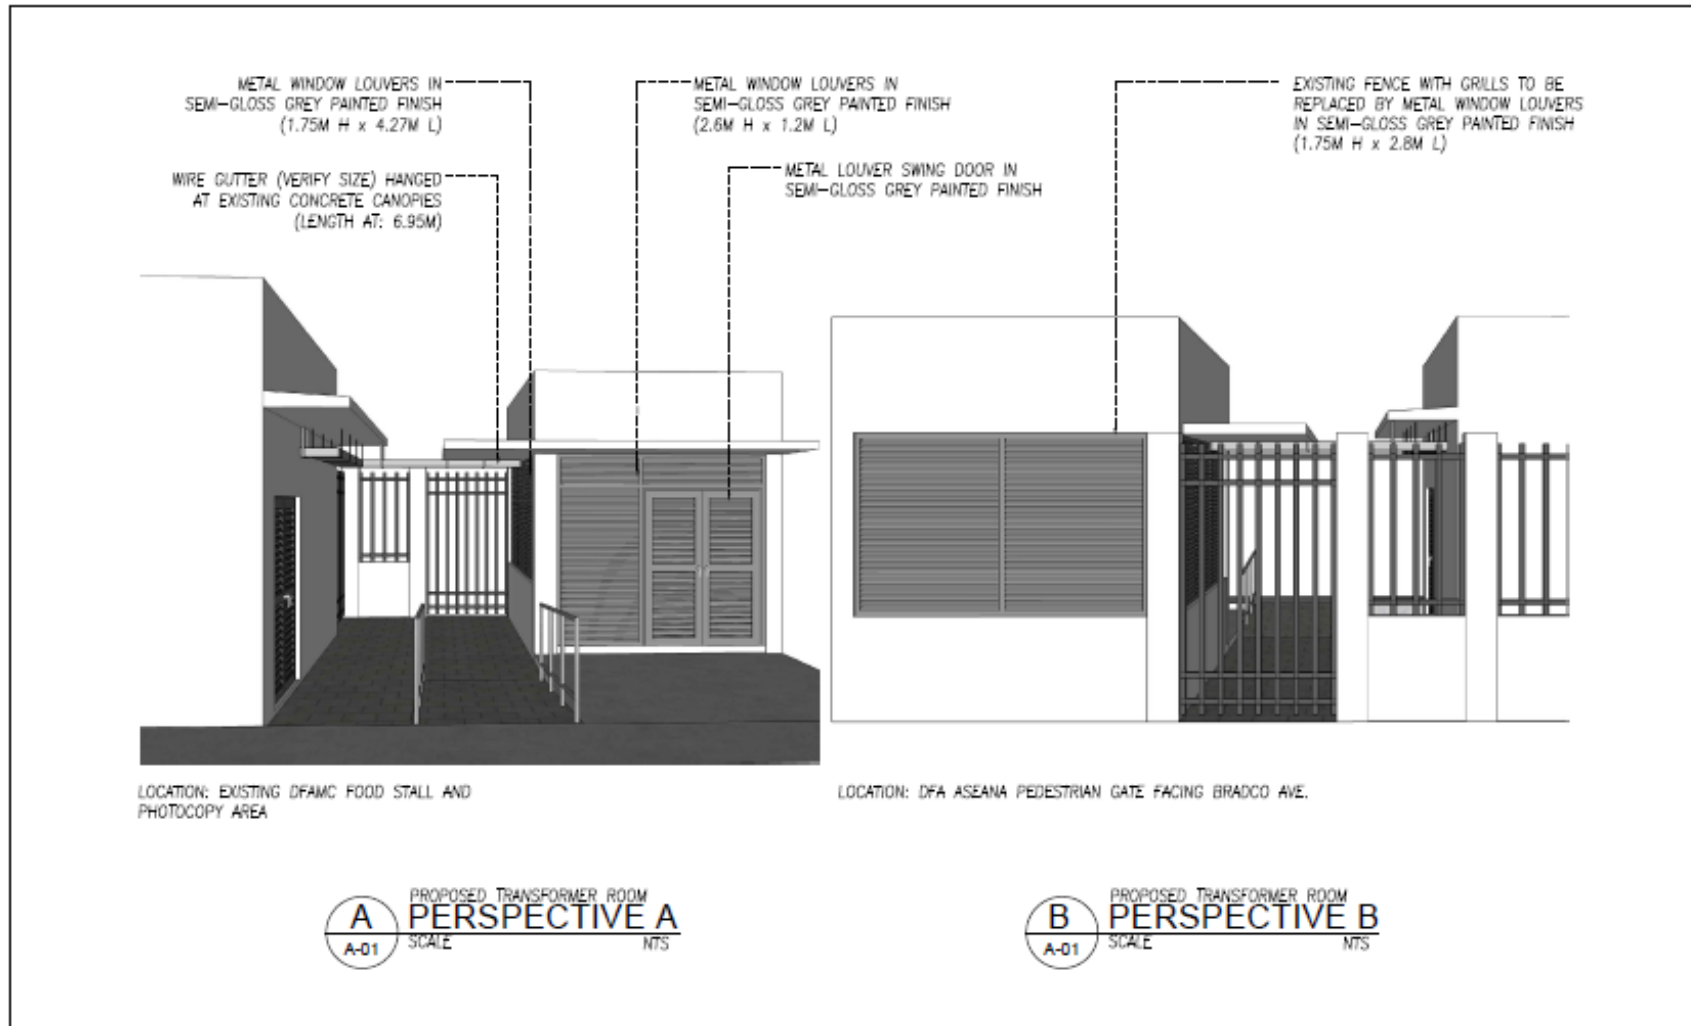 METAL WINDOW LOUVERS IN
SEMI-GLOSS GREY PAINTED FINISH
(1.75M H x 4.27M L)
WIRE GUTTER (VERIFY SIZE) HANGED
AT EXISTING CONCRETE CANOPIES
(LENGTH AT: 6.95M)
METAL WINDOW LOUVERS IN
SEMI-GLOSS GREY PAINTED FINISH
(2.6M H x 1.2M L)
METAL LOUVER SWING DOOR IN
SEMI-GLOSS GREY PAINTED FINISH
EXISTING FENCE WITH GRILLS TO BE
REPLACED BY METAL WINDOW LOUVERS
IN SEMI-GLOSS GREY PAINTED FINISH
(1.75M H x 2.8M L)
LOCATION: EXISTING DFAMC FOOD STALL AND
PHOTOCOPY AREA
LOCATION: DFA ASEANA PEDESTRIAN GATE FACING BRADCO AVE.
A
A-01
PROPOSED TRANSFORMER ROOM
PERSPECTIVE A
SCALE NTS
B
A-01
PROPOSED TRANSFORMER ROOM
PERSPECTIVE B
SCALE NTS